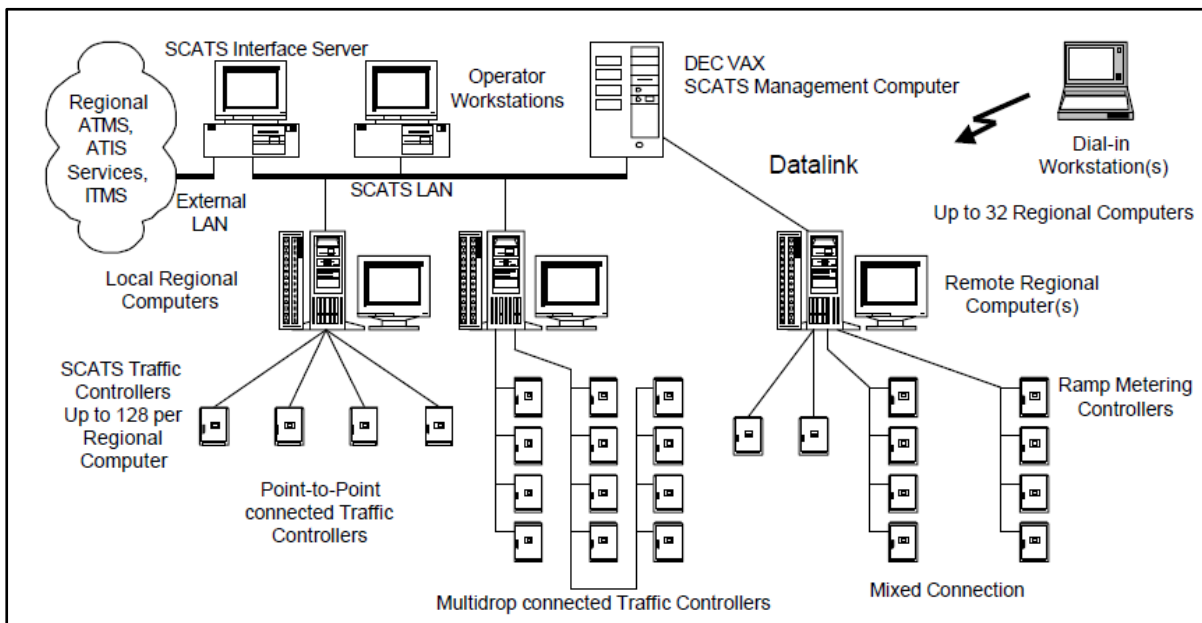 SCATS Interface Server
Regional
ATMS,
ATIS
Services,
ITMS
Operator
Workstations
DEC VAX
SCATS Management Computer
Dial-in
Workstation(s)
Datalink
SCATS LAN
External
LAN
Up to 32 Regional Computers
Local Regional
Computers
Remote Regional
Computer(s)
SCATS Traffic
Controllers
Up to 128 per
Regional
Computer
Ramp Metering
Controllers
Point-to-Point
connected Traffic
Controllers
Multidrop connected Traffic Controllers
Mixed Connection